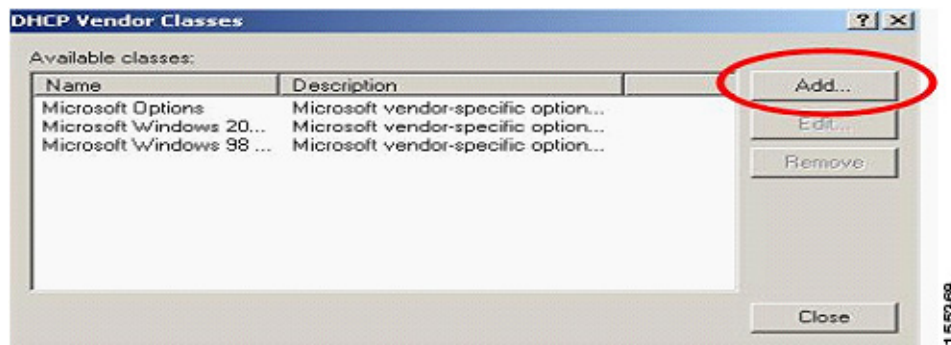 DHCP Vendor Classes
Available classes:
Name Description
Add...
Microsoft Options Microsoft vendor-specific option...
Microsoft Windows 20... Microsoft vendor-specific option...
Edit...
Microsoft Windows 98 ... Microsoft vendor-specific option...
Remove
Close
155269